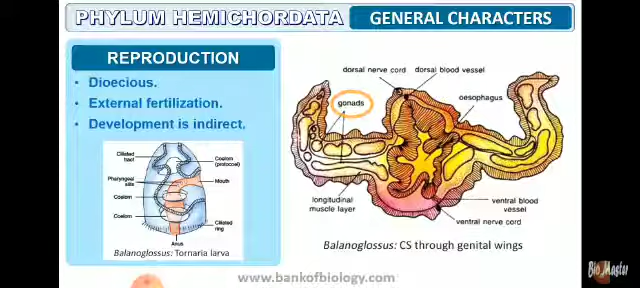 PHYLUM HEMICHORDATA
GENERAL CHARACTERS
REPRODUCTION
• Dioecious.
• External fertilization.
• Development is indirect.
Ciliated
tract
Coelom
(protocoel)
Pharyngeal
slits
Mouth
Coelom
Coelom
Ciliated
ring
Anus
Balanoglossus: Tornaria larva
dorsal nerve cord
dorsal blood vessel
gonads
oesophagus
longitudinal
muscle layer
ventral blood
vessel
ventral nerve cord
Balanoglossus: CS through genital wings
www.bankofbiology.com
Bio Master